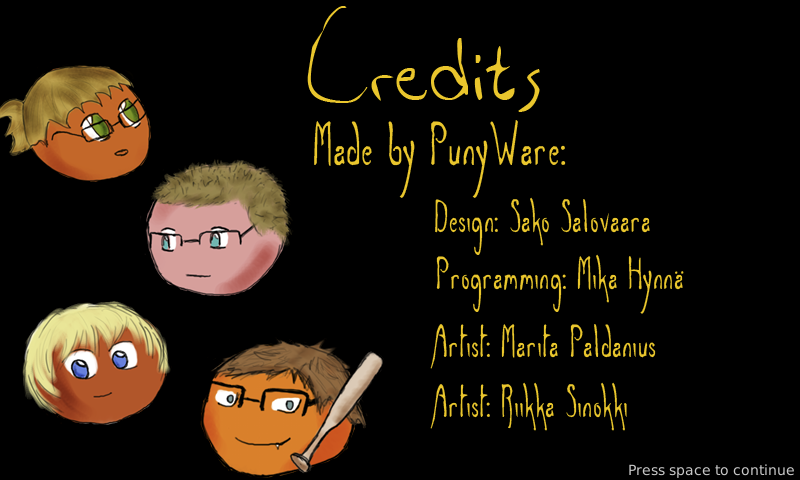 Credits
Made by PunyWare:
Design: Sako Salovaara
Programming: Mika Hynnä
Artist: Marita Paldanius
Artist: Riikka Sinokki
Press space to continue